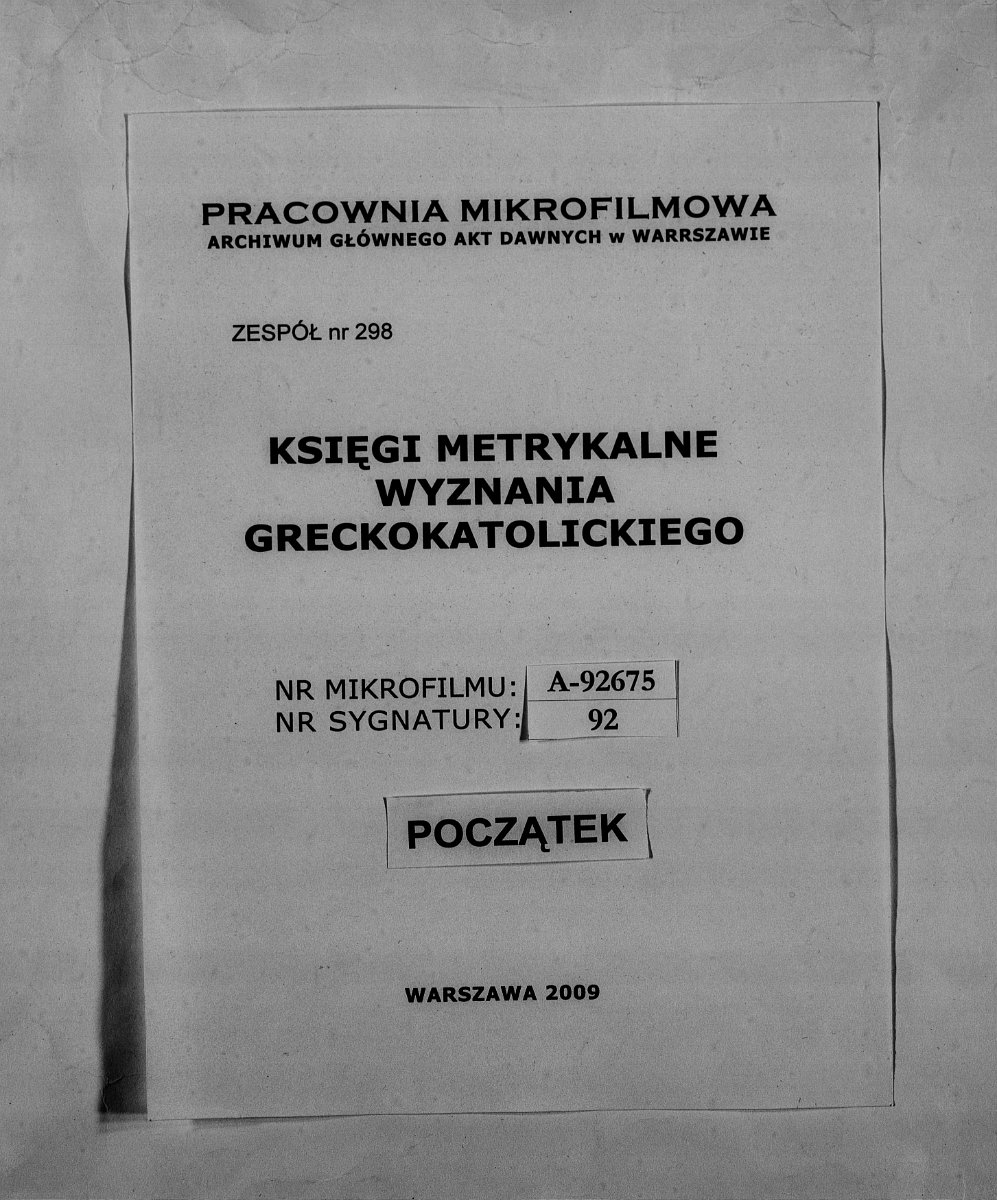 PRACOWNIA MIKROFILMOWA
ARCHIWUM GŁÓWNEGO AKT DAWNYCH w WARRSZAWIE
ZESPÓŁ nr 298
KSIĘGI METRYKALNE
WYZNANIA
GRECKOKATOLICKIEGO
NR MIKROFILMU: A-92675
NR SYGNATURY: 92
POCZĄTEK
WARSZAWA 2009